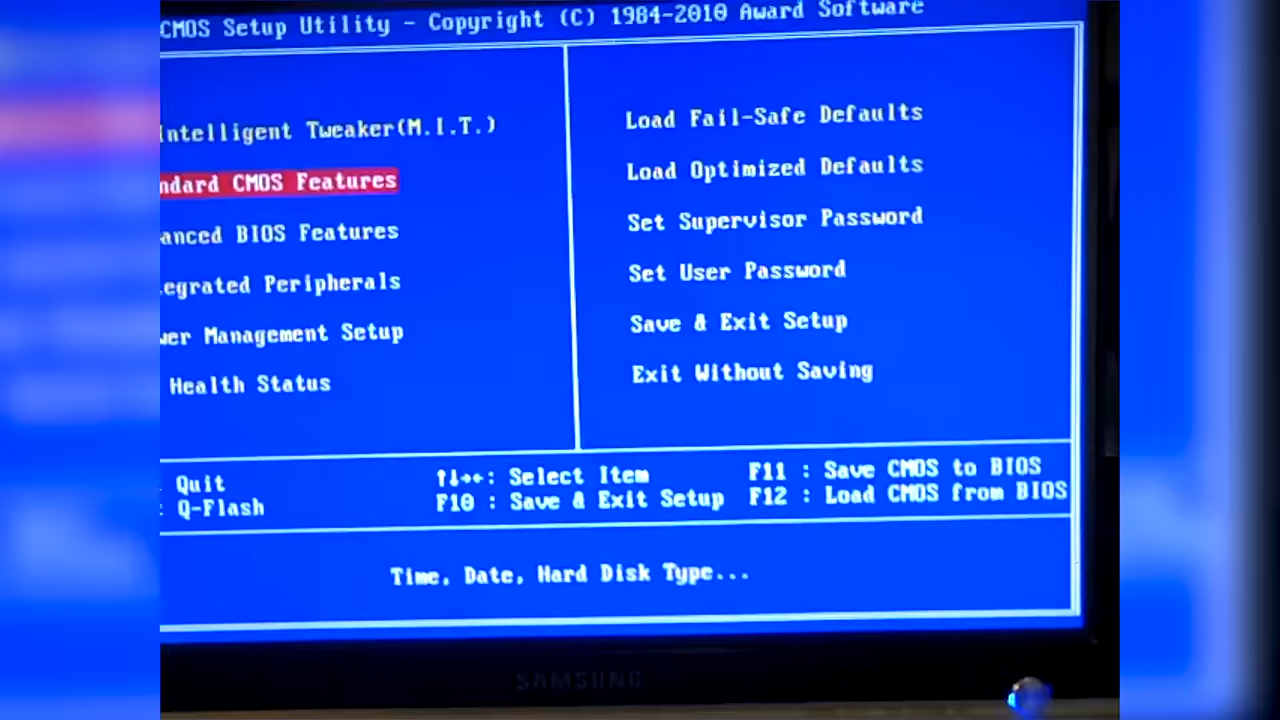 CMOS Setup Utility - Copyright (C) 1984-2010 Award Software
Intelligent Tweaker(M.I.T.)
ndard CMOS Features
anced BIOS Features
egrated Peripherals
wer Management Setup
Health Status
Load Fail-Safe Defaults
Load Optimized Defaults
Set Supervisor Password
Set User Password
Save & Exit Setup
Exit Without Saving
: Quit
: Q-Flash
↑↓→←: Select Item
F10 : Save & Exit Setup
F11 : Save CMOS to BIOS
F12 : Load CMOS from BIOS
Time, Date, Hard Disk Type...
SAMSUNG